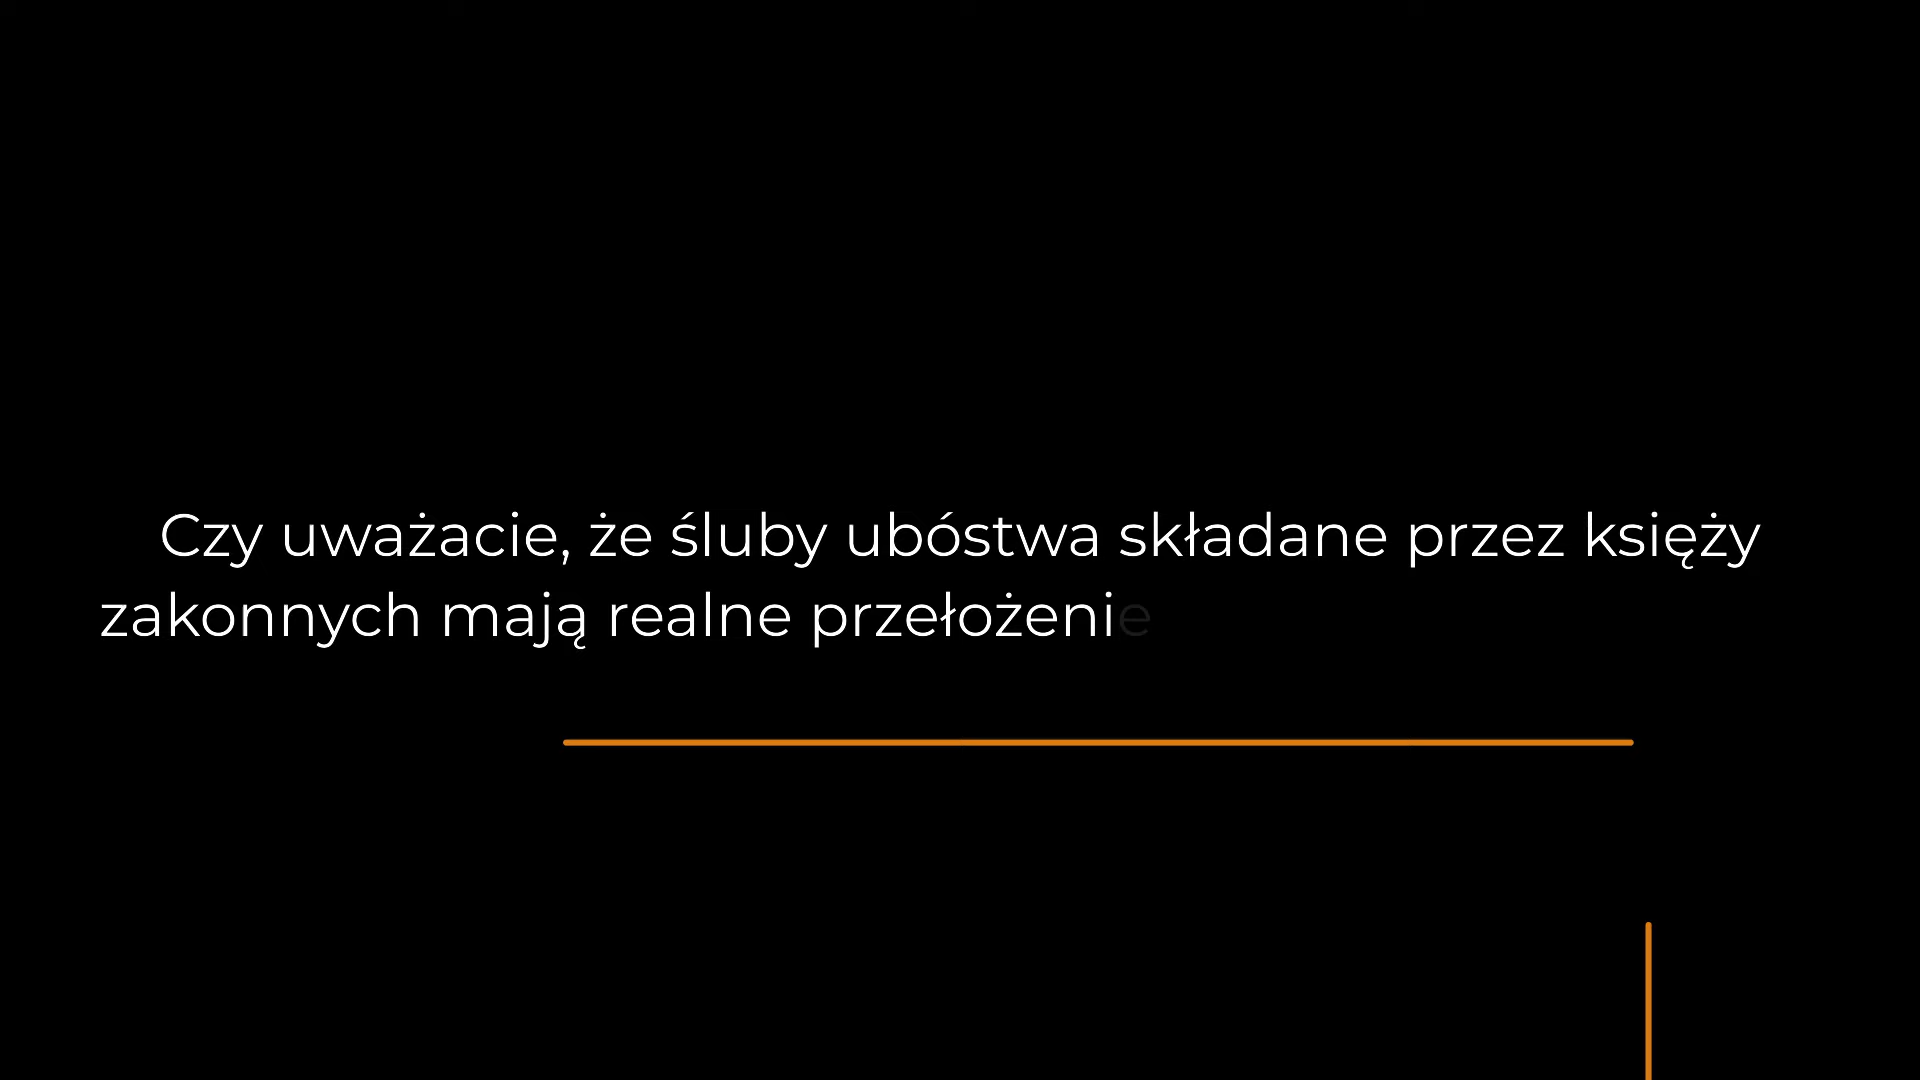 Czy uważacie, że śluby ubóstwa składane przez księży
zakonnych mają realne przełożenie